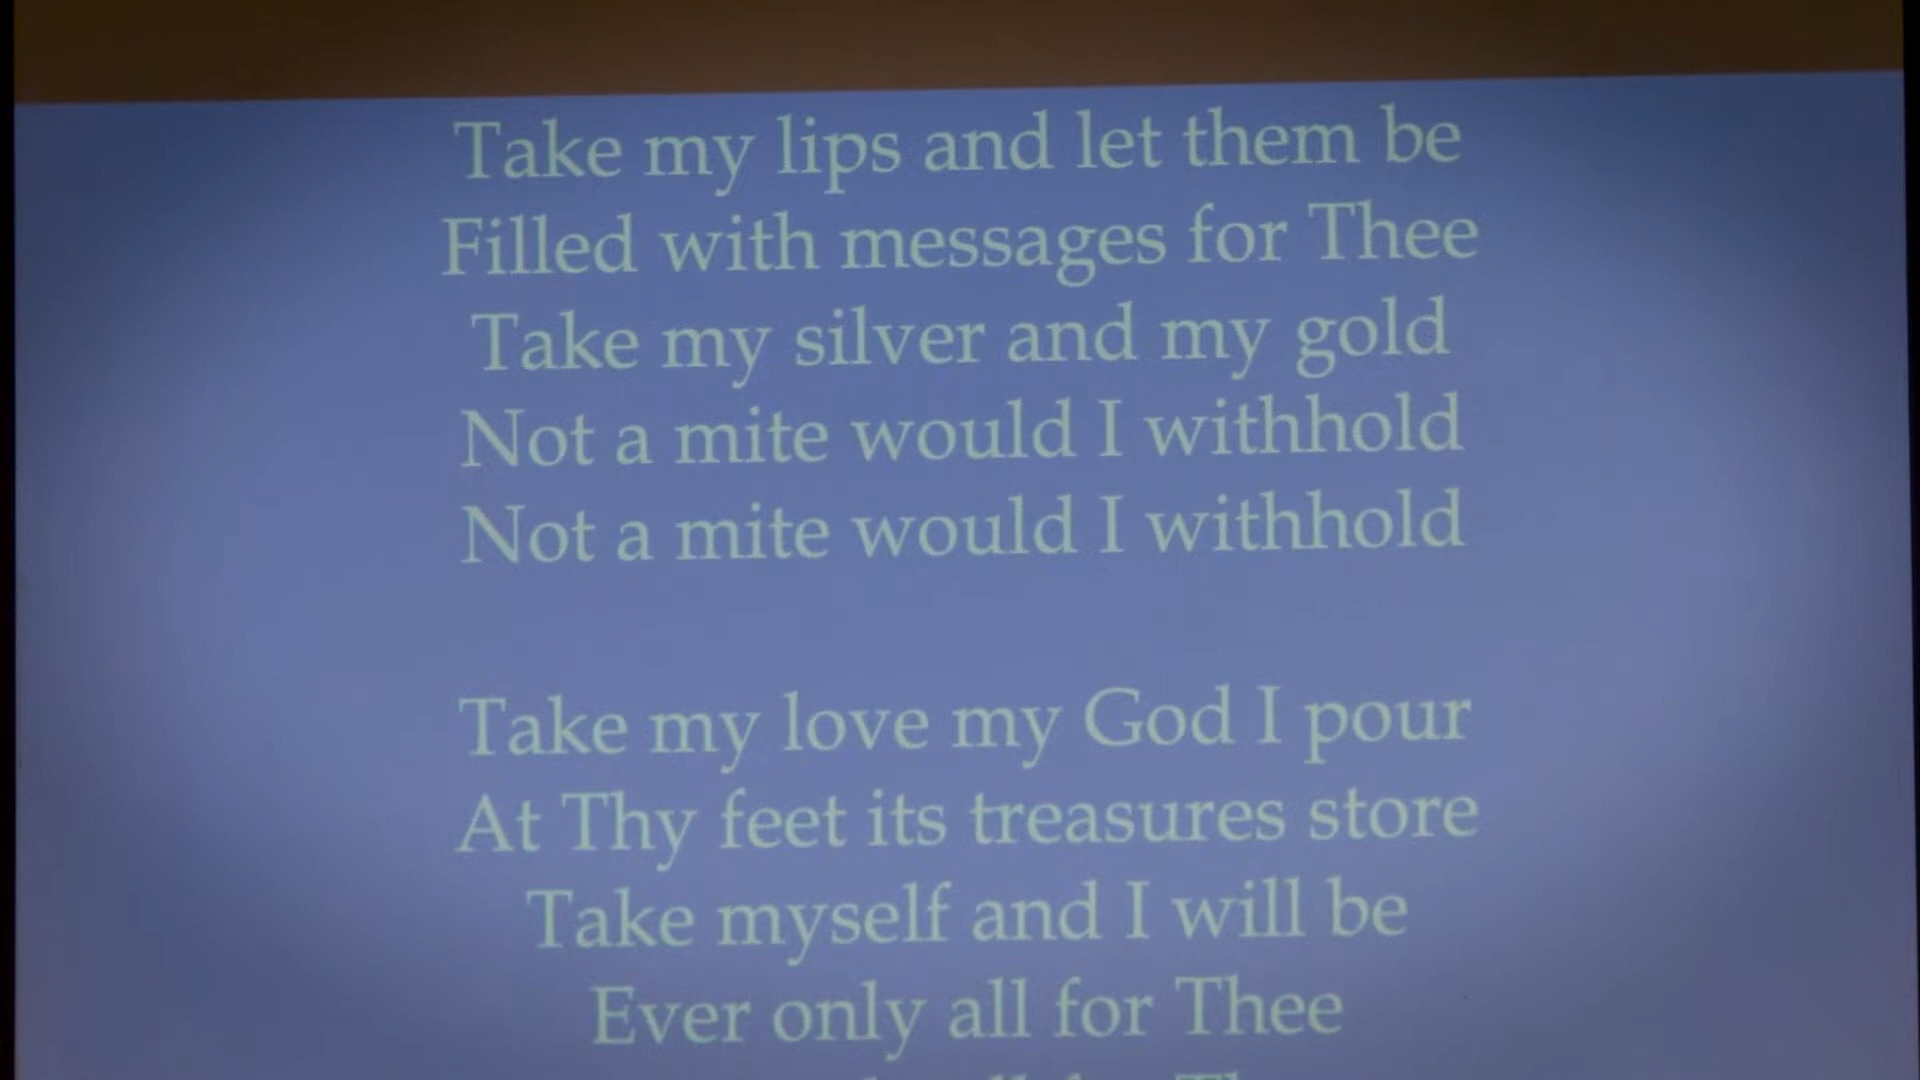 Take my lips and let them be
Filled with messages for Thee
Take my silver and my gold
Not a mite would I withhold
Not a mite would I withhold
Take my love my God I pour
At Thy feet its treasures store
Take myself and I will be
Ever only all for Thee